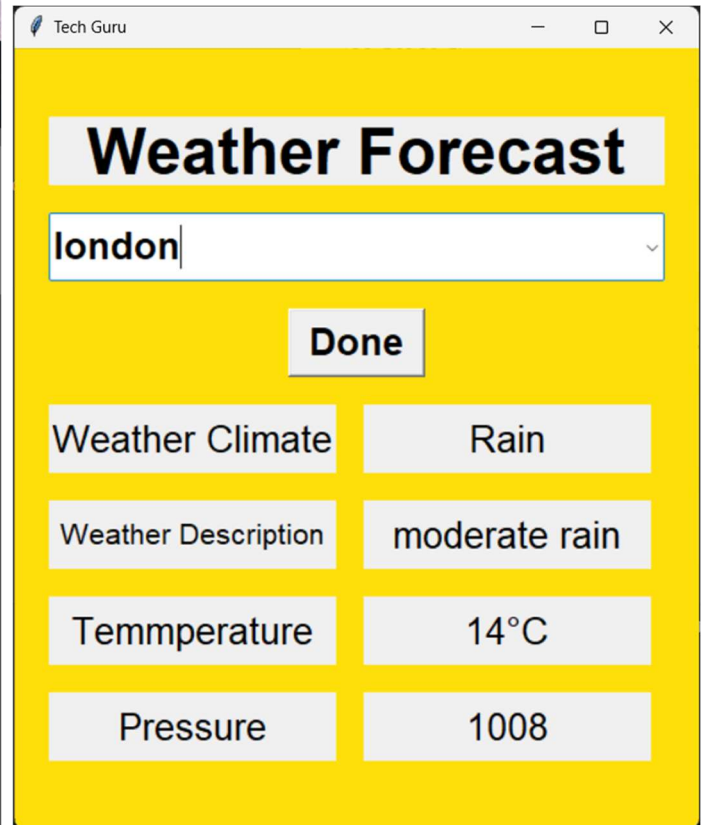 Tech Guru
Weather Forecast
london
Done
Weather Climate Rain
Weather Description moderate rain
Temmperature 14°C
Pressure 1008